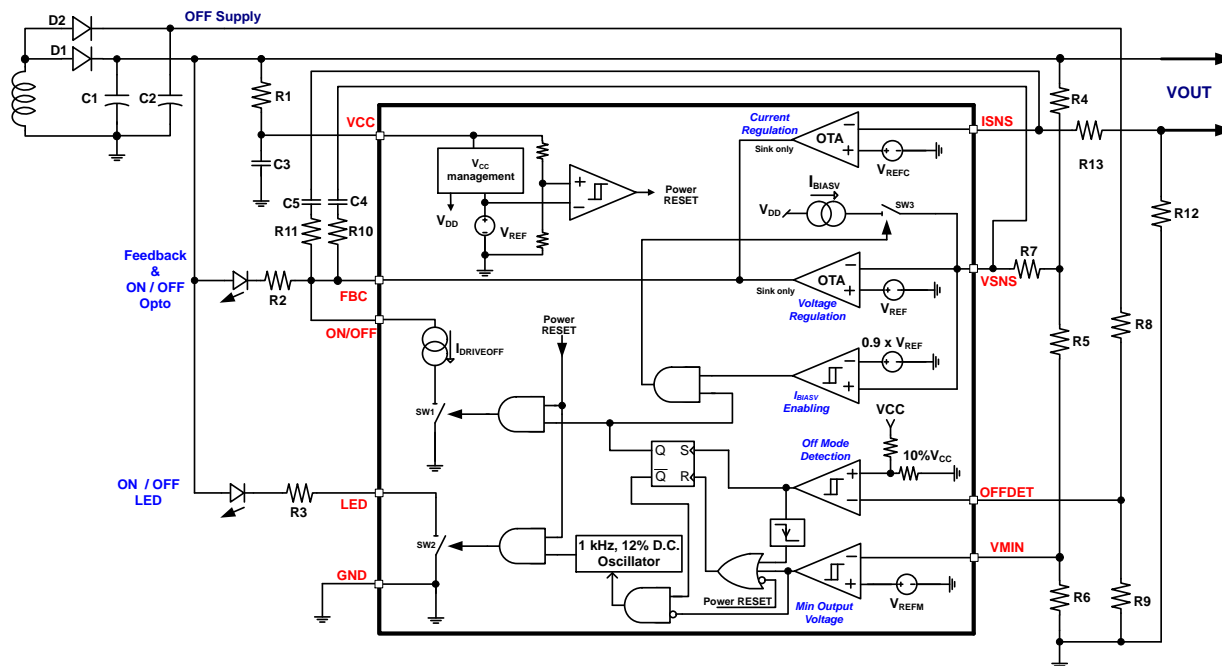 D2
OFF Supply
D1
C1
C2
R1
R4
VOUT
VCC
Current
Regulation
OTA
Sink only
ISNS
R13
C3
VCC
management
VREFC
IBIASV
Power
RESET
VDD
SW3
R12
C5
C4
VDD
VREF
R11
R10
Feedback
&
ON / OFF
Opto
R7
OTA
Sink only
VSNS
R2
FBC
VREF
Voltage
Regulation
Power
RESET
ON/OFF
R8
R5
IDRIVEOFF
0.9 x VREF
IBIASV
Enabling
VCC
SW1
Q
S
Off Mode
Detection
10%VCC
Q
R
ON / OFF
LED
OFFDET
R3
LED
1 kHz, 12% D.C.
Oscillator
VMIN
SW2
GND
Power RESET
Min Output
Voltage
VREFM
R6
R9